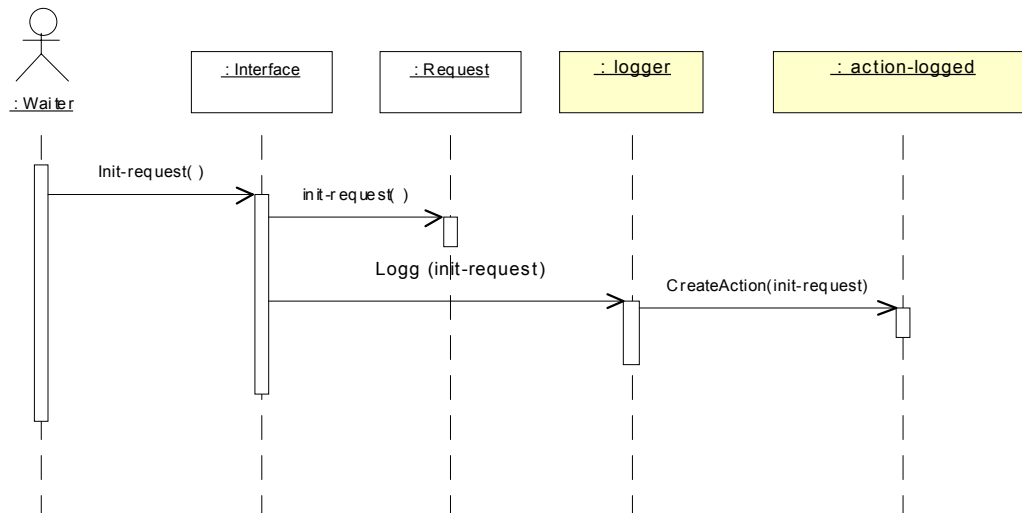 : Interface
: Request
: logger
: action-logged
: Waiter
Init-request( )
init-request( )
Logg (init-request)
CreateAction(init-request)